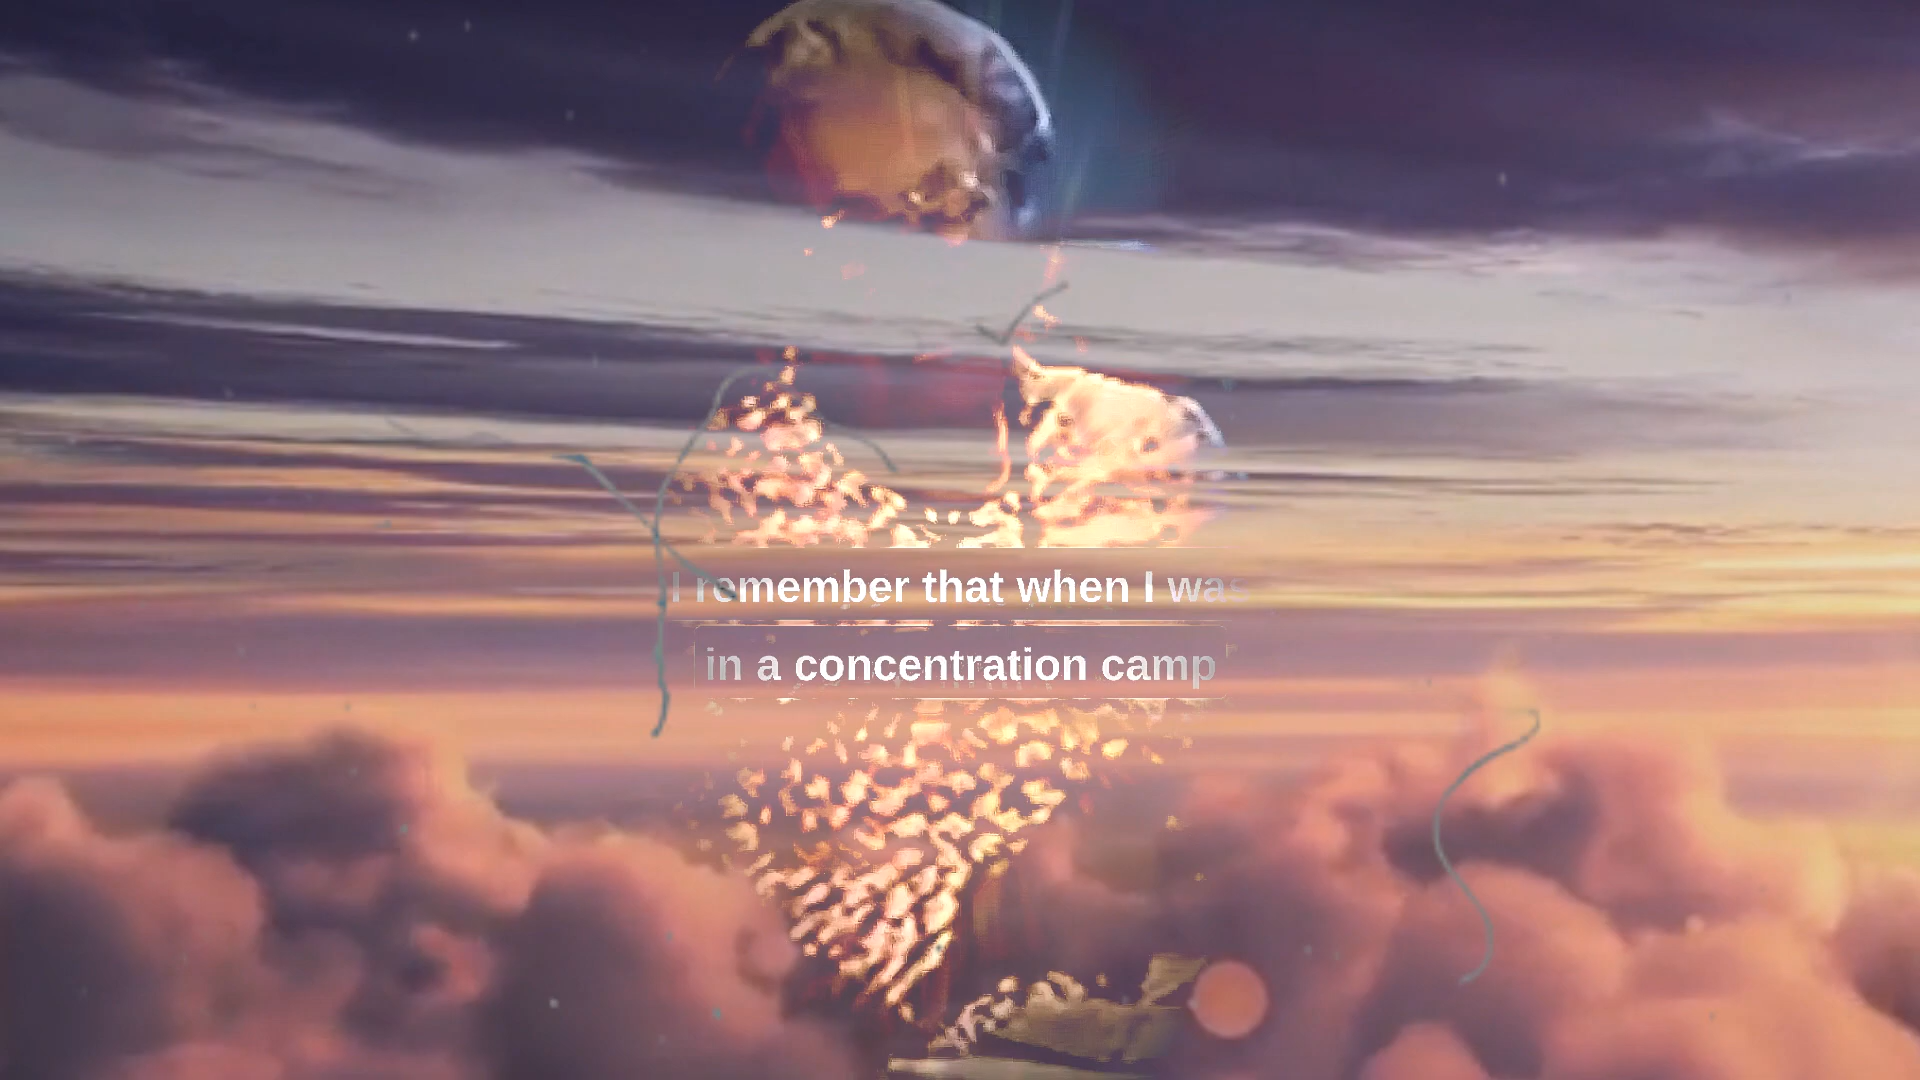 I remember that when I was
in a concentration camp